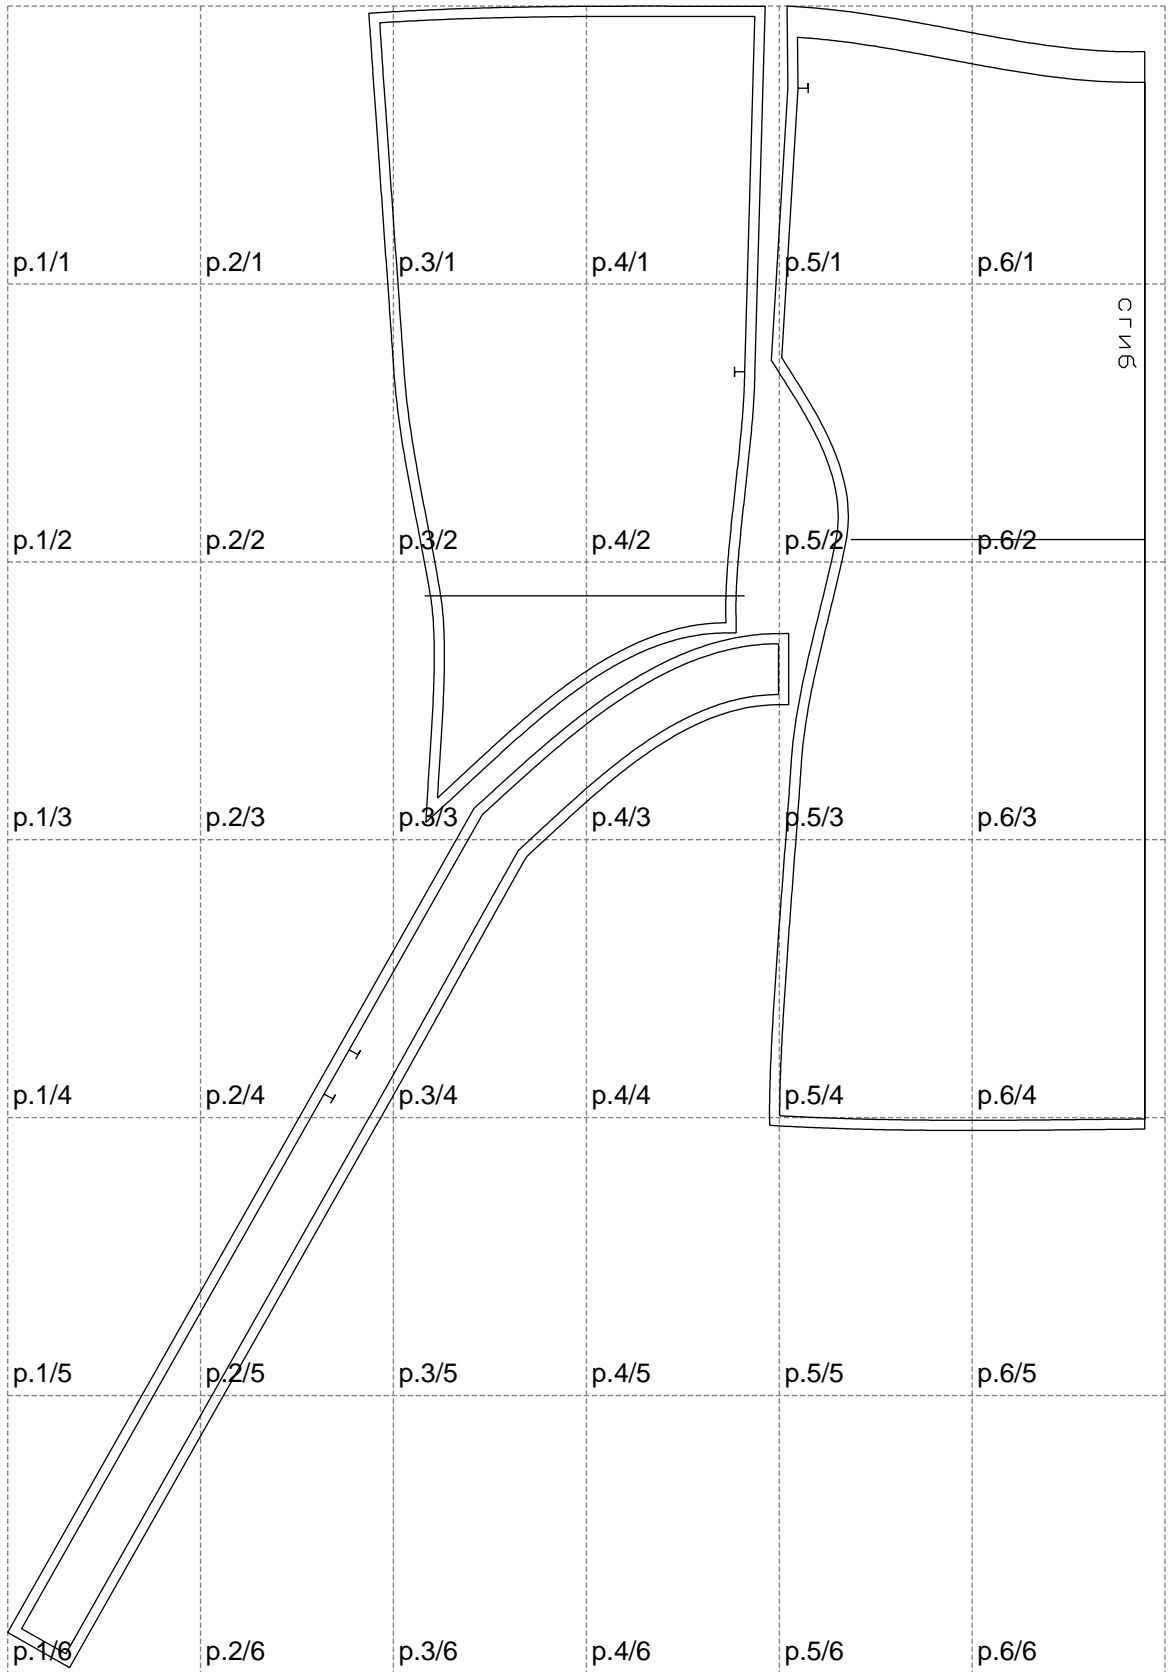 p.1/1 p.2/1 p.3/1 p.4/1 p.5/1 p.6/1
сгиб
p.1/2 p.2/2 p.3/2 p.4/2 p.5/2 p.6/2
p.1/3 p.2/3 p.3/3 p.4/3 p.5/3 p.6/3
p.1/4 p.2/4 p.3/4 p.4/4 p.5/4 p.6/4
p.1/5 p.2/5 p.3/5 p.4/5 p.5/5 p.6/5
p.1/6 p.2/6 p.3/6 p.4/6 p.5/6 p.6/6